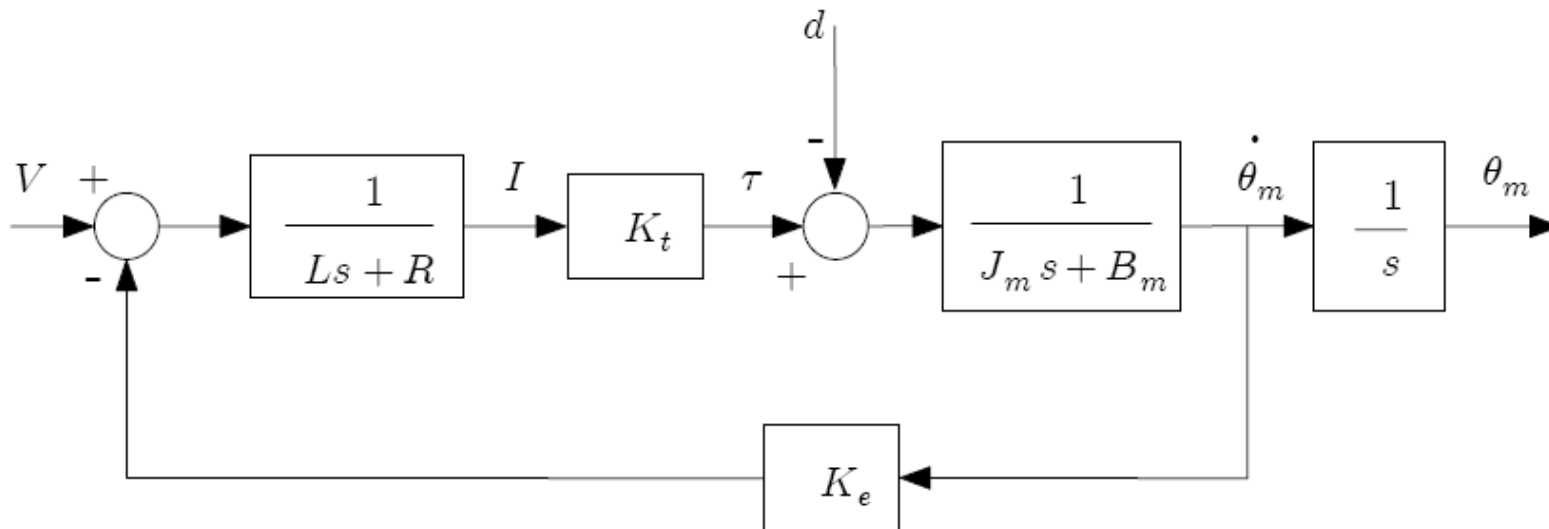 d
-
V
+
-
1
Ls + R
I
K_t
τ
+
1
J_m s + B_m
θ̇_m
1
s
θ_m
K_e